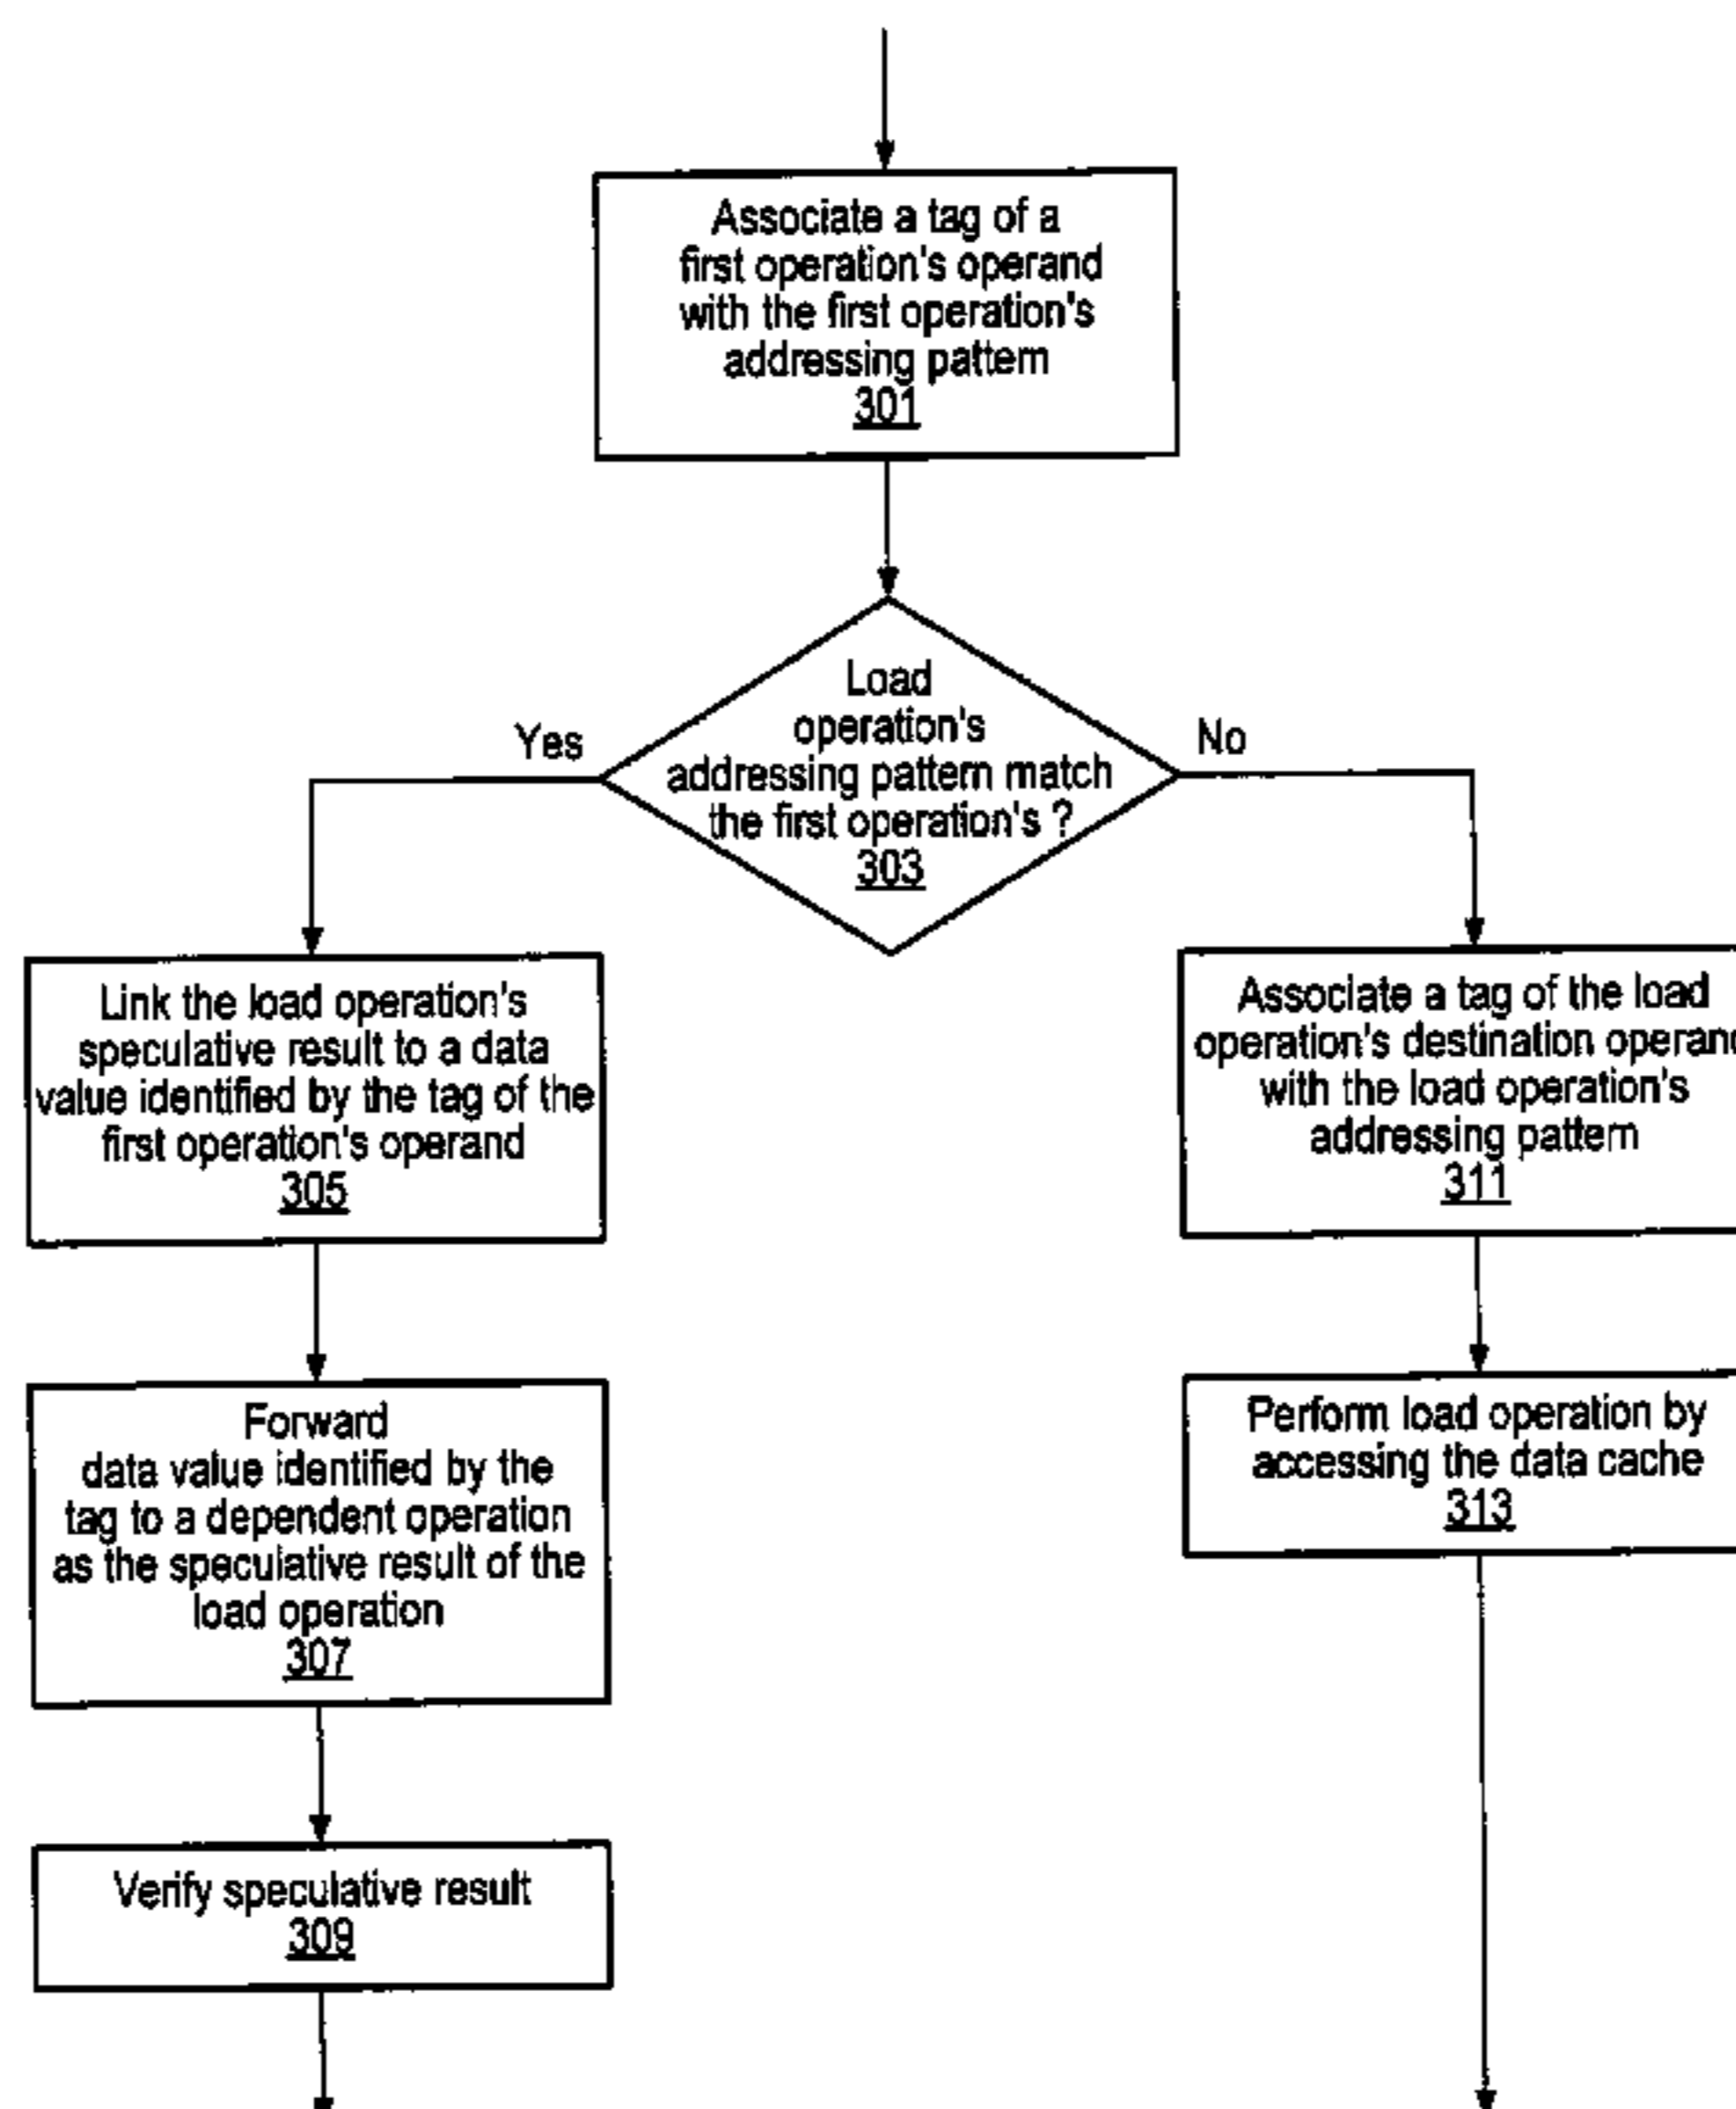 Associate a tag of a
first operation's operand
with the first operation's
addressing pattern
301
Load
operation's
addressing pattern match
the first operation's ?
303
Yes
No
Link the load operation's
speculative result to a data
value identified by the tag of the
first operation's operand
305
Forward
data value identified by the
tag to a dependent operation
as the speculative result of the
load operation
307
Verify speculative result
309
Associate a tag of the load
operation's destination operand
with the load operation's
addressing pattern
311
Perform load operation by
accessing the data cache
313